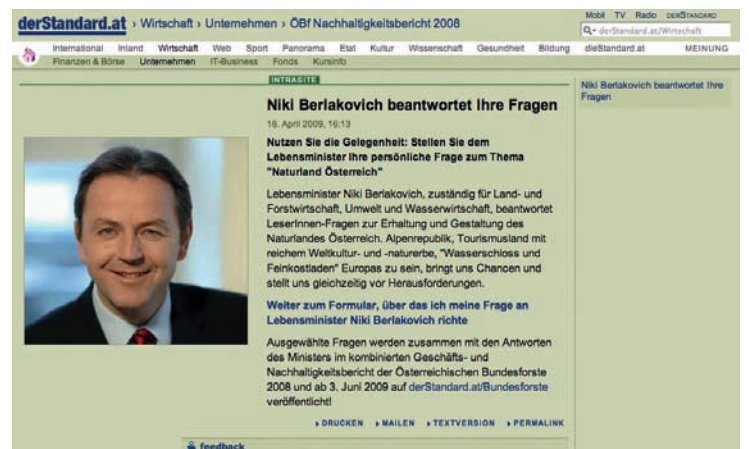 derStandard.at › Wirtschaft › Unternehmen › ÖBf Nachhaltigkeitsbericht 2008
Mobil TV Radio DERSTANDARD
derStandard.at/Wirtschaft
International Inland Wirtschaft Web Sport Panorama Etat Kultur Wissenschaft Gesundheit Bildung dieStandard.at MEINUNG
Finanzen & Börse Unternehmen IT-Business Fonds Kursinfo
INTRASITE
Niki Berlakovich beantwortet Ihre Fragen
16. April 2009, 16:13
Nutzen Sie die Gelegenheit: Stellen Sie dem
Lebensminister Ihre persönliche Frage zum Thema
"Naturland Österreich"
Lebensminister Niki Berlakovich, zuständig für Land- und
Forstwirtschaft, Umwelt und Wasserwirtschaft, beantwortet
LeserInnen-Fragen zur Erhaltung und Gestaltung des
Naturlandes Österreich. Alpenrepublik, Tourismusland mit
reichem Weltkultur- und -naturerbe, "Wasserschloss und
Feinkostladen" Europas zu sein, bringt uns Chancen und
stellt uns gleichzeitig vor Herausforderungen.
Weiter zum Formular, über das ich meine Frage an
Lebensminister Niki Berlakovich richte
Ausgewählte Fragen werden zusammen mit den Antworten
des Ministers im kombinierten Geschäfts- und
Nachhaltigkeitsbericht der Österreichischen Bundesforste
2008 und ab 3. Juni 2009 auf derStandard.at/Bundesforste
veröffentlicht!
DRUCKEN MAILEN TEXTVERSION PERMALINK
feedback
Niki Berlakovich beantwortet Ihre
Fragen